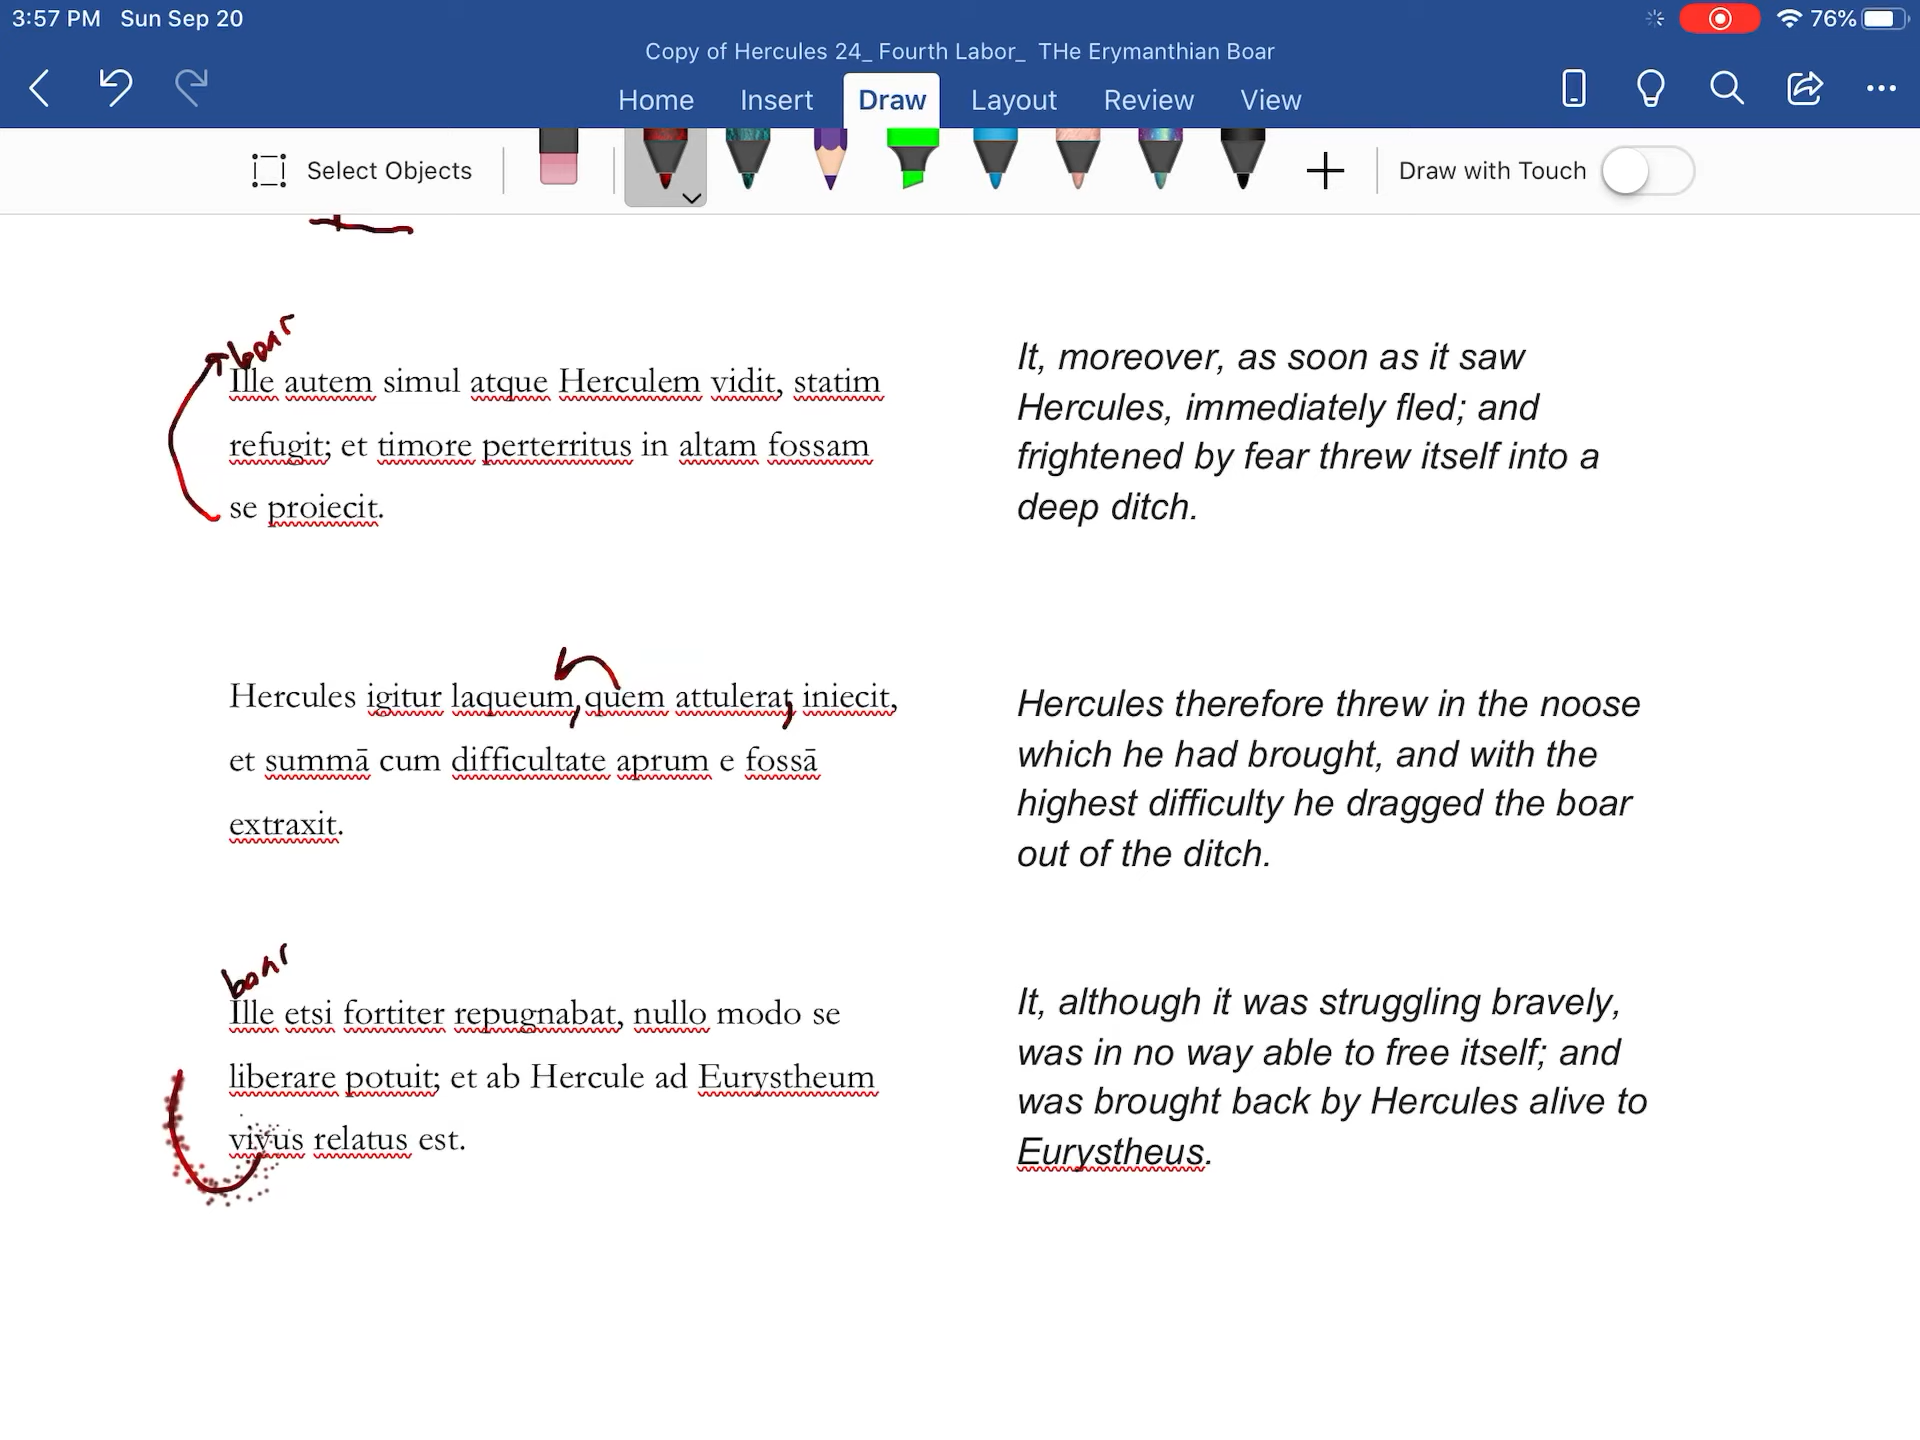 3:57 PM Sun Sep 20
76%
Copy of Hercules 24_ Fourth Labor_ THe Erymanthian Boar
Home Insert Draw Layout Review View
Select Objects
Draw with Touch
boar
Ille autem simul atque Herculem vidit, statim
refugit; et timore perterritus in altam fossam
se proiecit.
It, moreover, as soon as it saw
Hercules, immediately fled; and
frightened by fear threw itself into a
deep ditch.
Hercules igitur laqueum, quem attulerat, iniecit,
et summā cum difficultate aprum e fossā
extraxit.
Hercules therefore threw in the noose
which he had brought, and with the
highest difficulty he dragged the boar
out of the ditch.
boar
Ille etsi fortiter repugnabat, nullo modo se
liberare potuit; et ab Hercule ad Eurystheum
vivus relatus est.
It, although it was struggling bravely,
was in no way able to free itself; and
was brought back by Hercules alive to
Eurystheus.